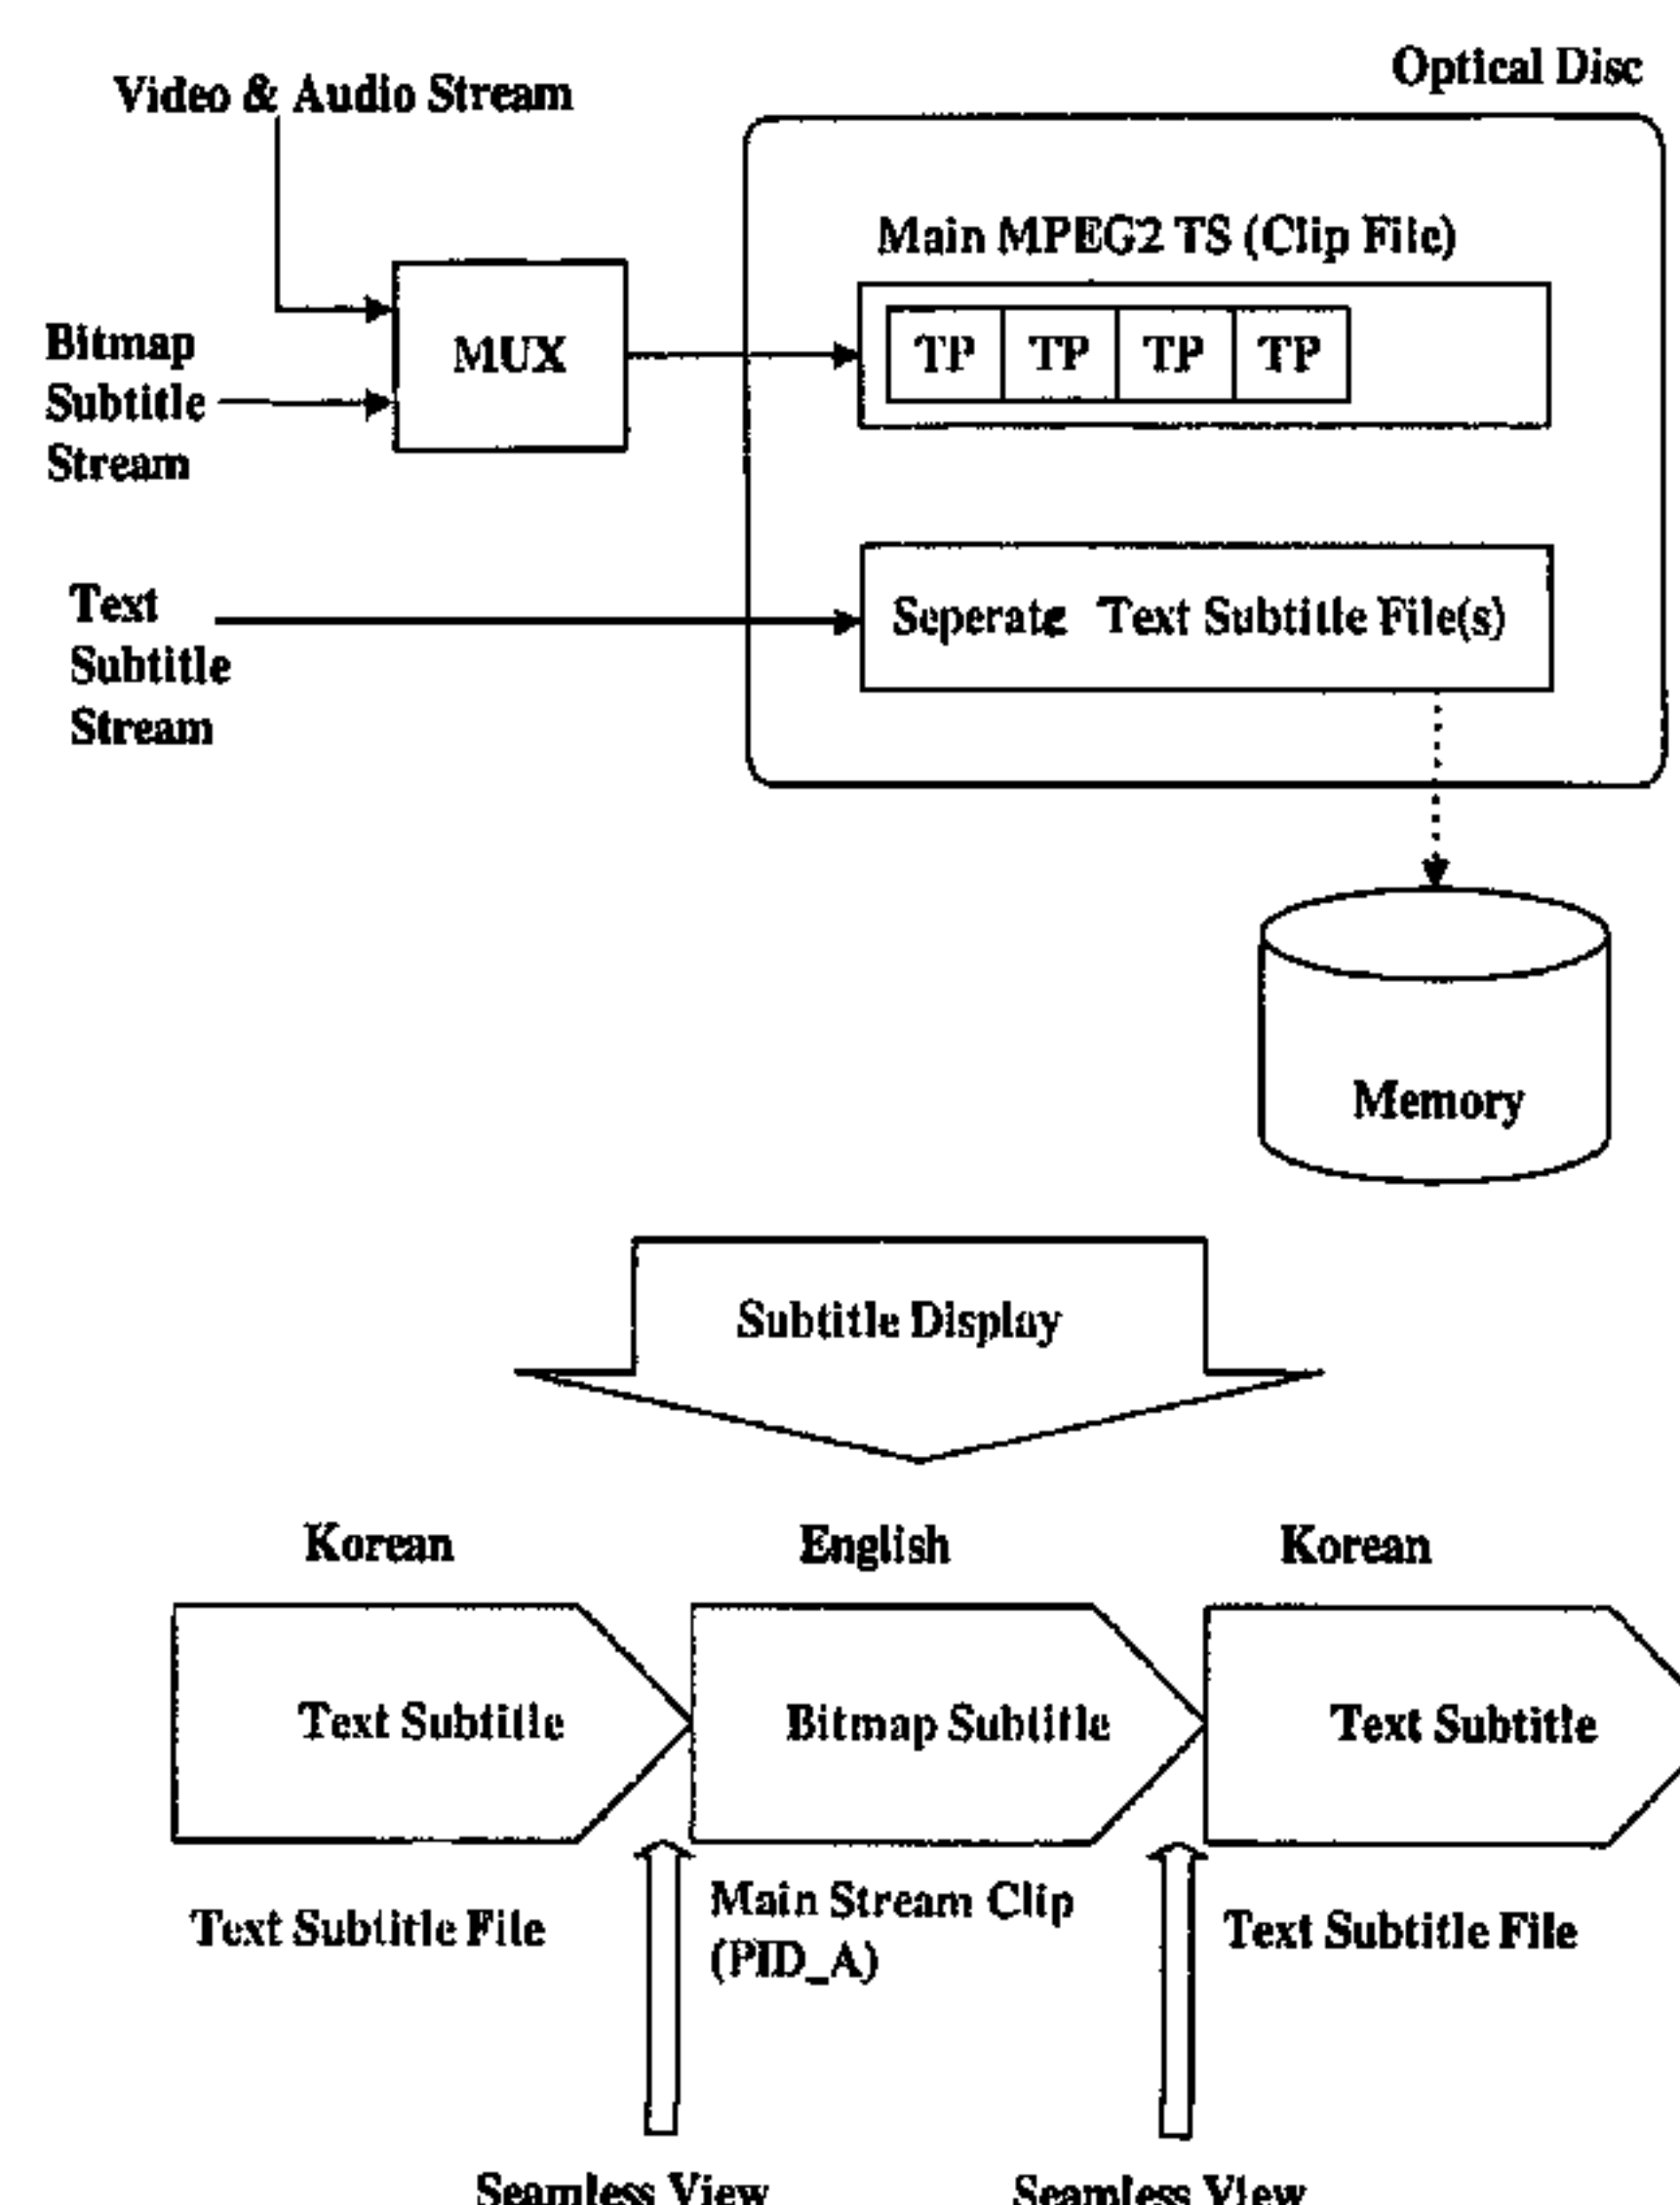 Optical Disc
Video & Audio Stream
Main MPEG2 TS (Clip File)
TP TP TP TP
MUX
Bitmap
Subtitle
Stream
Text
Subtitle
Stream
Seperate Text Subtitle File(s)
Memory
Subtitle Display
Korean English Korean
Text Subtitle Bitmap Subtitle Text Subtitle
Text Subtitle File
Main Stream Clip
(PID_A)
Text Subtitle File
Seamless View Seamless View